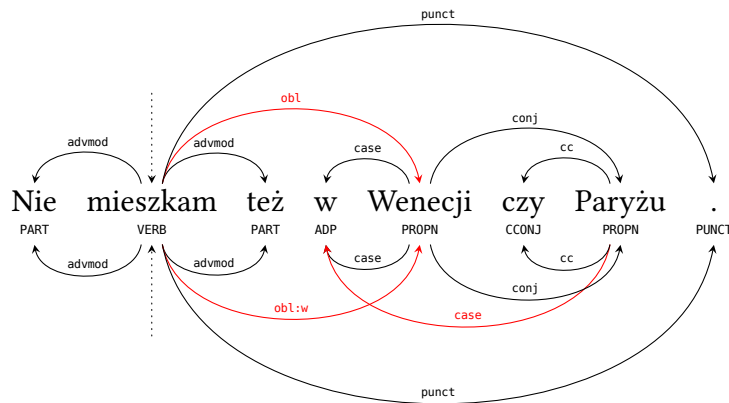 punct
obl
conj
advmod advmod case cc
Nie mieszkam też w Wenecji czy Paryżu .
PART VERB PART ADP PROPN CCONJ PROPN PUNCT
advmod advmod case cc
conj
obl:w case
punct